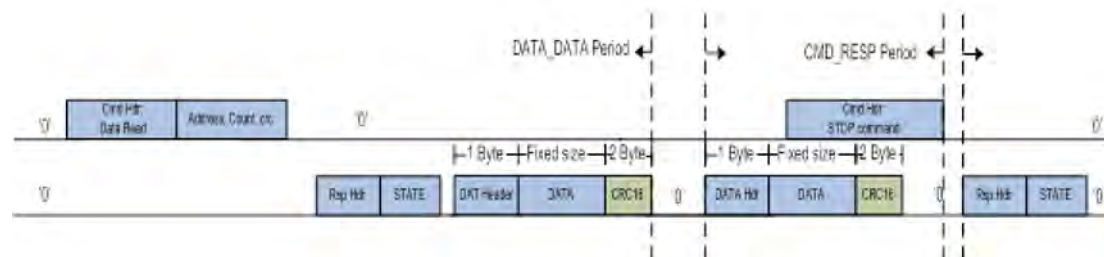 DATA_DATA Period
CMD_RESP Period
Cmd Hdr:
Data Read
Address, Count, etc
'0'
'0'
Cmd Hdr:
STOP command
'0'
1 Byte
Fixed size
2 Byte
1 Byte
Fixed size
2 Byte
'0'
Rsp Hdr
STATE
DAT Header
DATA
CRC16
0
DATA Hdr
DATA
CRC16
'0'
Rsp Hdr
STATE
'0'